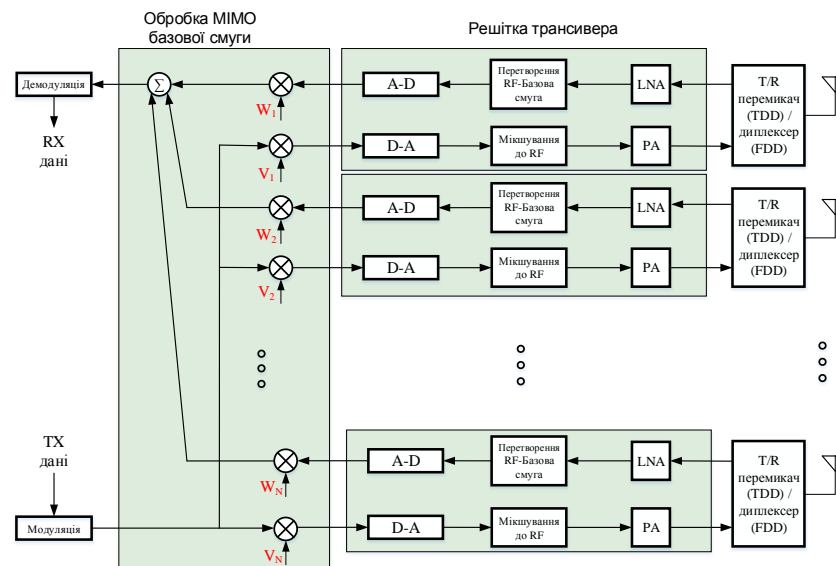 Обробка MIMO
базової смуги
Решітка трансивера
Демодуляція
RX
дані
Σ
W1
A-D
Перетворення
RF-Базова
смуга
LNA
T/R
перемикач
(TDD) /
диплексер
(FDD)
V1
D-A
Мікшування
до RF
PA
W2
A-D
Перетворення
RF-Базова
смуга
LNA
T/R
перемикач
(TDD) /
диплексер
(FDD)
V2
D-A
Мікшування
до RF
PA
TX
дані
WN
A-D
Перетворення
RF-Базова
смуга
LNA
T/R
перемикач
(TDD) /
диплексер
(FDD)
Модуляція
VN
D-A
Мікшування
до RF
PA